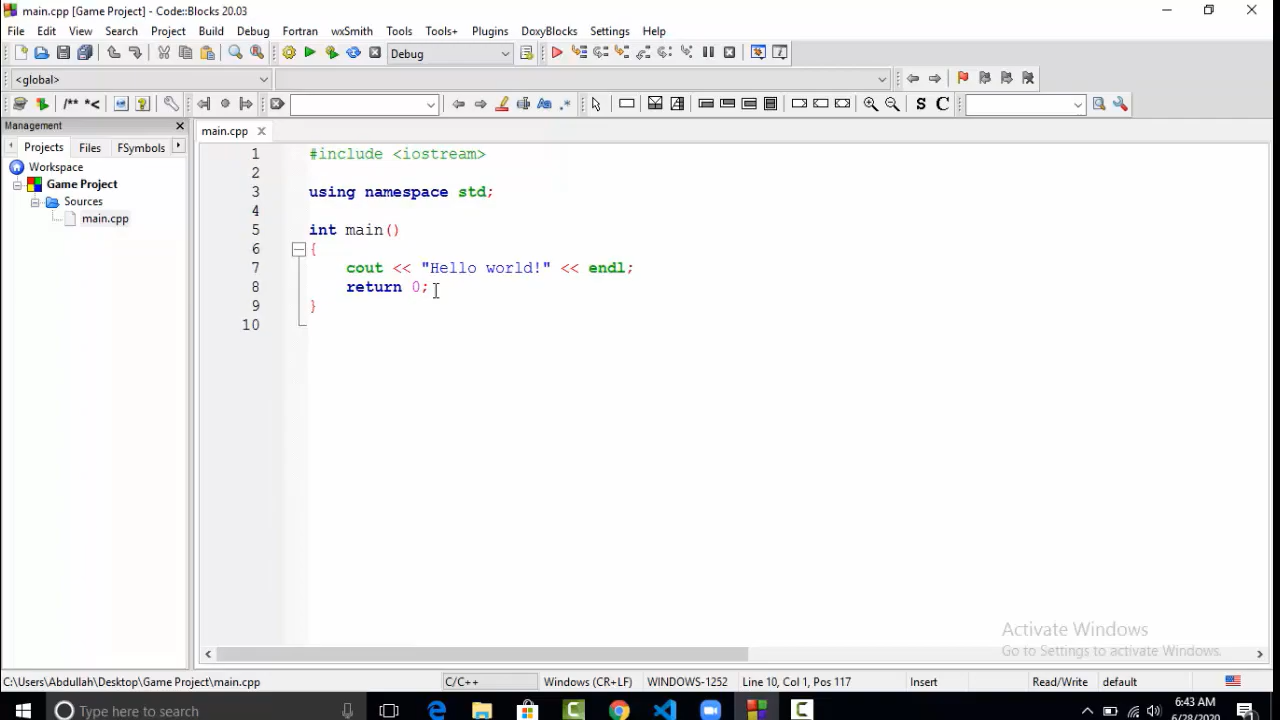 main.cpp [Game Project] - Code::Blocks 20.03
File Edit View Search Project Build Debug Fortran wxSmith Tools Tools+ Plugins DoxyBlocks Settings Help
Debug
<global>
/** *<
S C
Management
main.cpp
Projects Files FSymbols
Workspace
Game Project
Sources
main.cpp
1 #include <iostream>
2
3 using namespace std;
4
5 int main()
6 {
7 cout << "Hello world!" << endl;
8 return 0;
9 }
10
Activate Windows
Go to Settings to activate Windows.
C:\Users\Abdullah\Desktop\Game Project\main.cpp C/C++ Windows (CR+LF) WINDOWS-1252 Line 10, Col 1, Pos 117 Insert Read/Write default
Type here to search
6:43 AM
6/28/2020